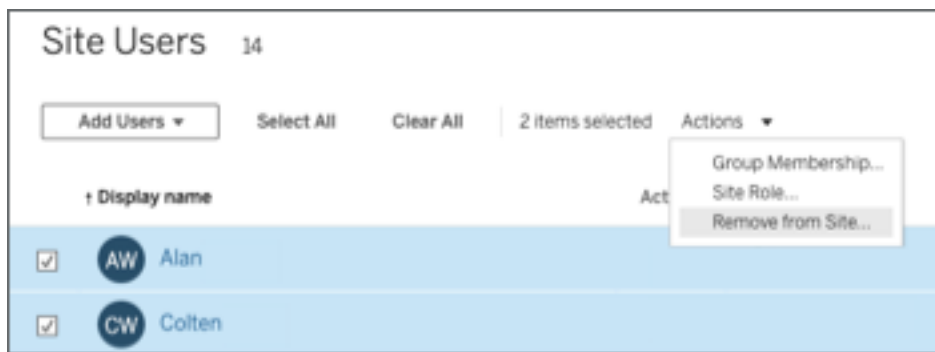 Site Users 14
Add Users Select All Clear All 2 items selected Actions
Group Membership...
Site Role...
Remove from Site...
↑ Display name Act
AW Alan
CW Colten